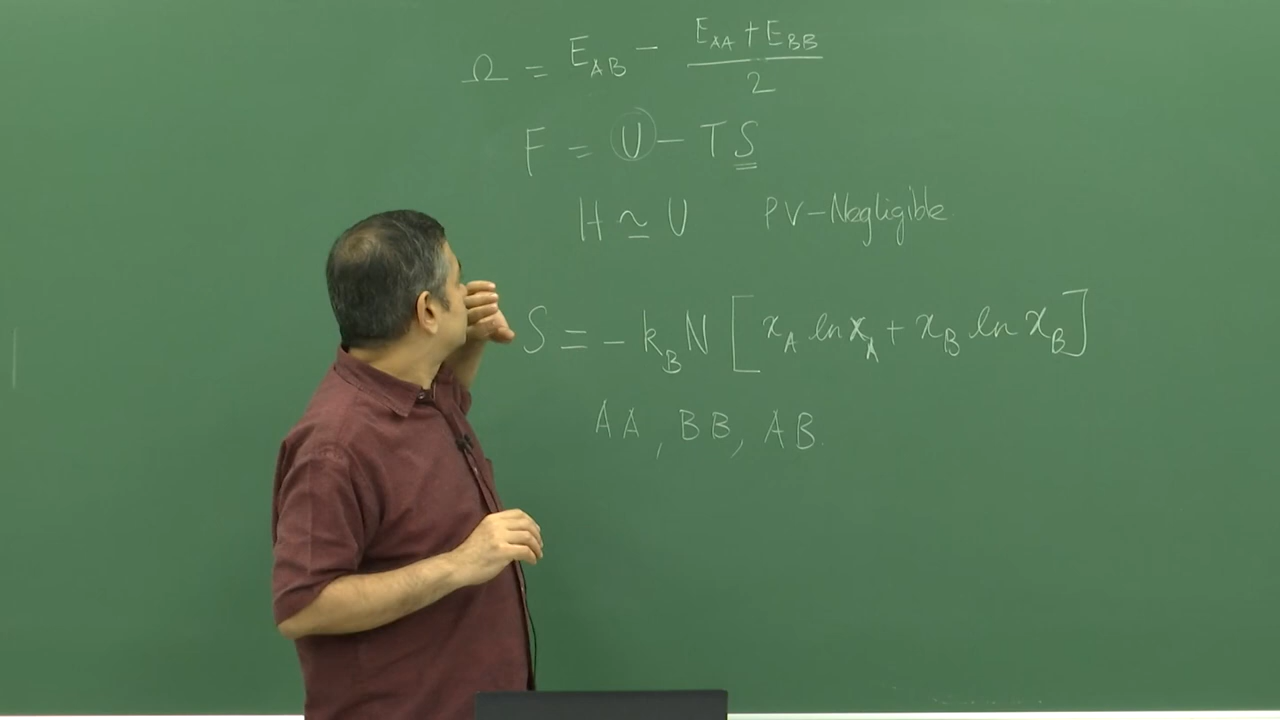 Ω = E_AB − (E_AA + E_BB)/2
F = U − TS
H ≃ U PV−Negligible
S = − k_B N [ x_A ln x_A + x_B ln x_B ]
AA, BB, AB.